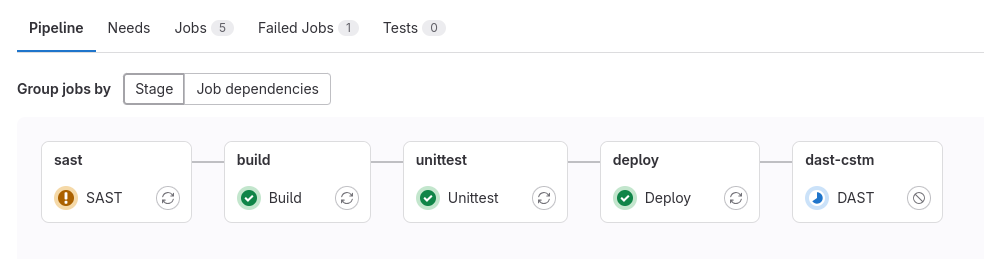 Pipeline Needs Jobs 5 Failed Jobs 1 Tests 0
Group jobs by Stage Job dependencies
sast build unittest deploy dast-cstm
SAST Build Unittest Deploy DAST